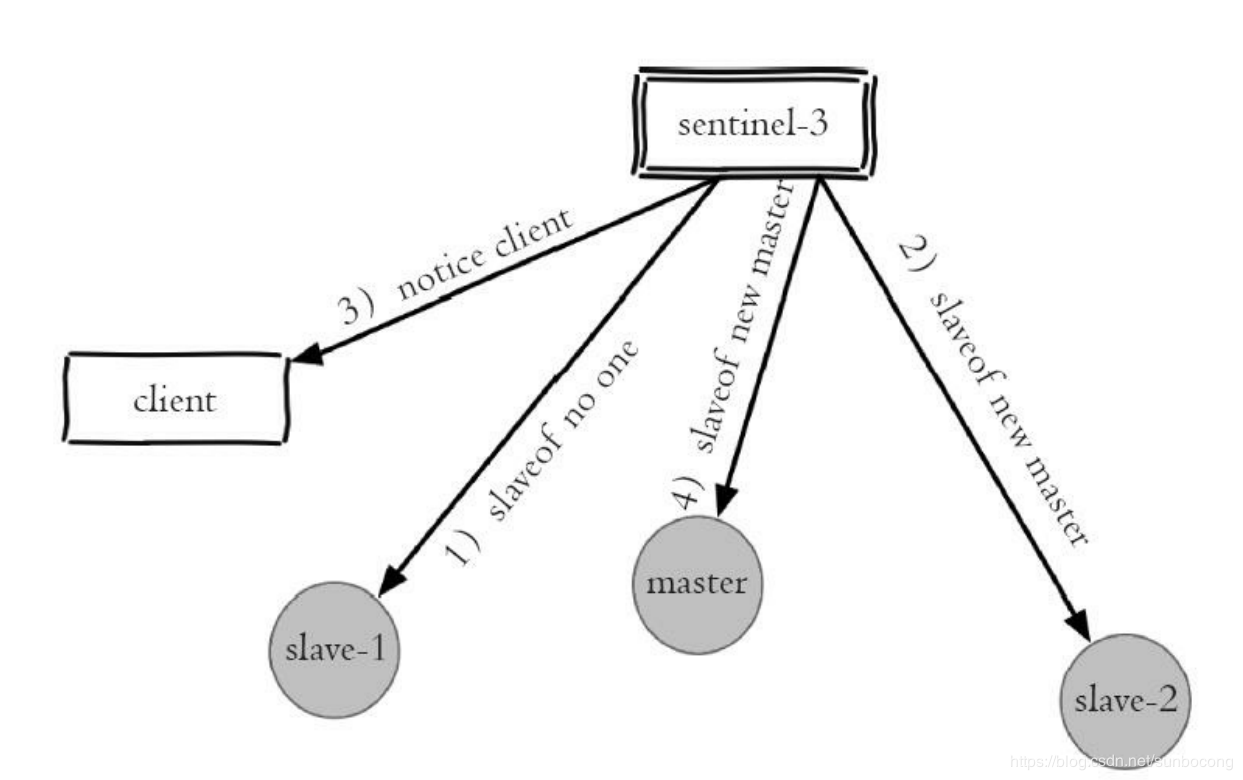 sentinel-3
3) notice client
4) slaveof new master
2) slaveof new master
client
1) slaveof no one
master
slave-1
slave-2
https://blog.csdn.net/sunbocong